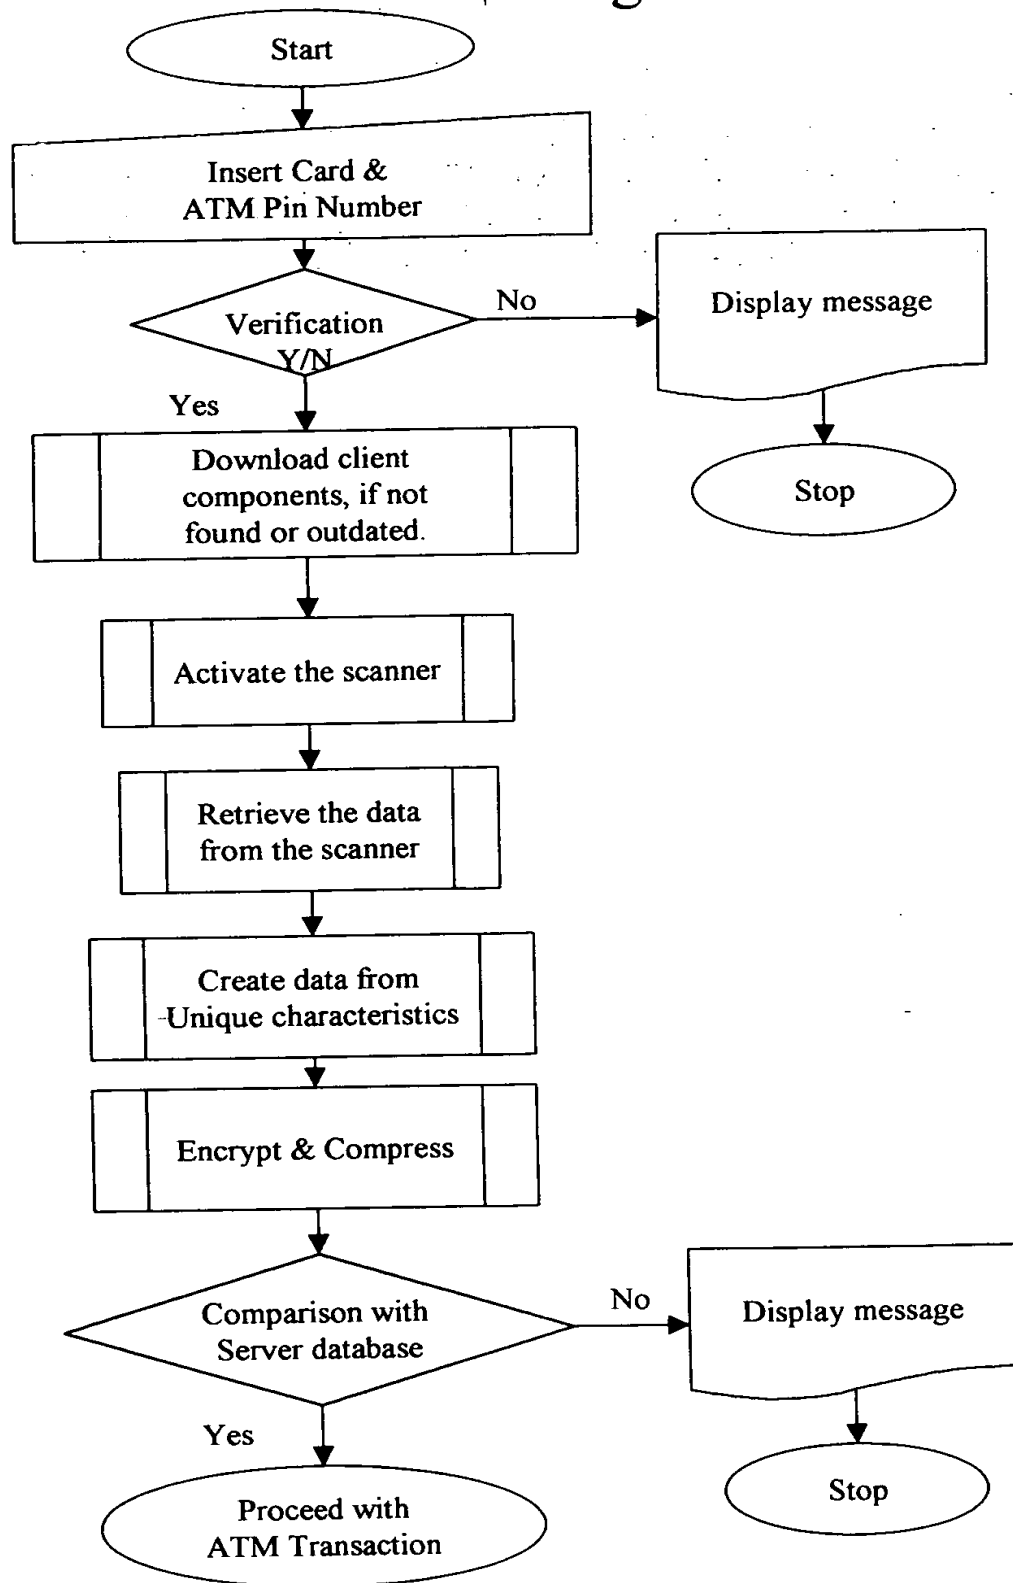 Start
Insert Card &
ATM Pin Number
Verification
Y/N
No
Display message
Stop
Yes
Download client
components, if not
found or outdated.
Activate the scanner
Retrieve the data
from the scanner
Create data from
Unique characteristics
Encrypt & Compress
Comparison with
Server database
No
Display message
Stop
Yes
Proceed with
ATM Transaction